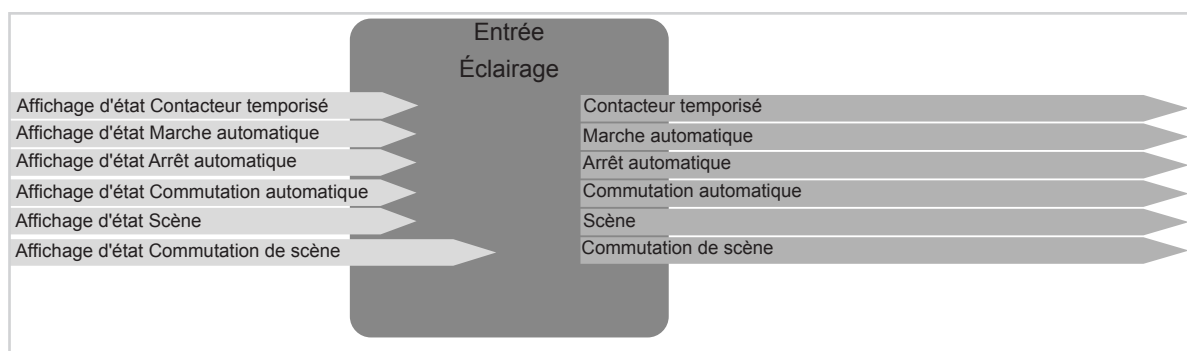 Entrée
Éclairage
Affichage d'état Contacteur temporisé
Affichage d'état Marche automatique
Affichage d'état Arrêt automatique
Affichage d'état Commutation automatique
Affichage d'état Scène
Affichage d'état Commutation de scène
Contacteur temporisé
Marche automatique
Arrêt automatique
Commutation automatique
Scène
Commutation de scène